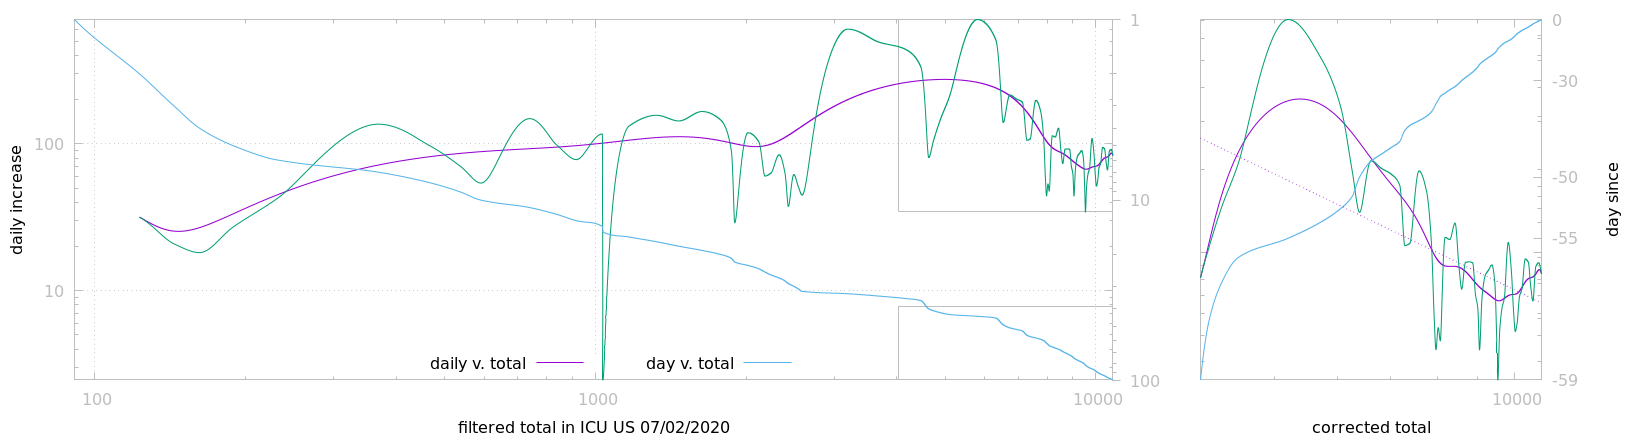 daily increase
100
10
100
1000
10000
1
10
100
daily v. total
day v. total
filtered total in ICU US 07/02/2020
0
-30
-50
-55
-59
day since
10000
corrected total